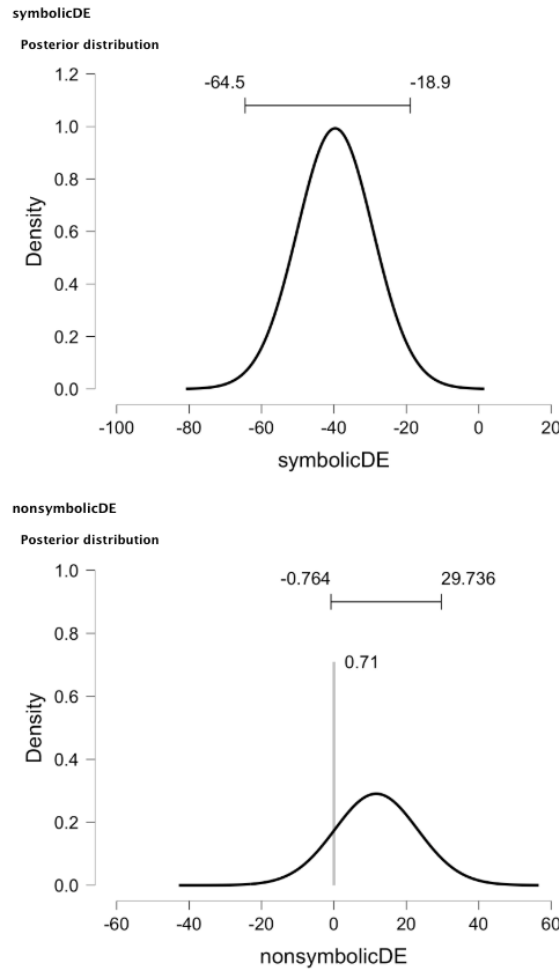 symbolicDE
Posterior distribution
1.2
-64.5 -18.9
1.0
0.8
Density
0.6
0.4
0.2
0.0
-100 -80 -60 -40 -20 0 20
symbolicDE
nonsymbolicDE
Posterior distribution
1.0
-0.764 29.736
0.8
0.71
0.6
Density
0.4
0.2
0.0
-60 -40 -20 0 20 40 60
nonsymbolicDE